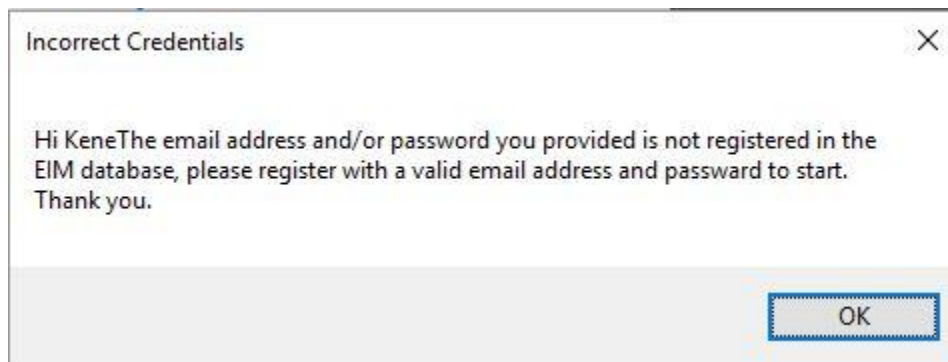 Incorrect Credentials
Hi KeneThe email address and/or password you provided is not registered in the
EIM database, please register with a valid email address and passward to start.
Thank you.
OK